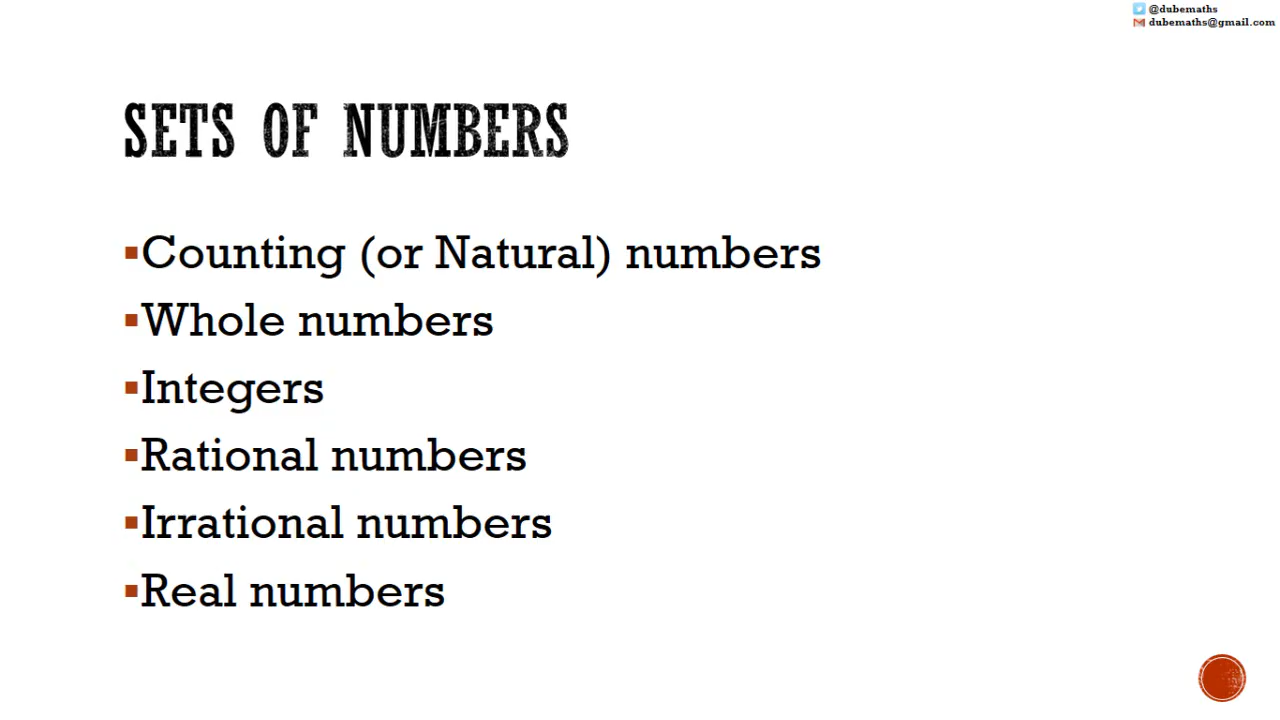 @dubemaths
dubemaths@gmail.com
SETS OF NUMBERS
▪Counting (or Natural) numbers
▪Whole numbers
▪Integers
▪Rational numbers
▪Irrational numbers
▪Real numbers